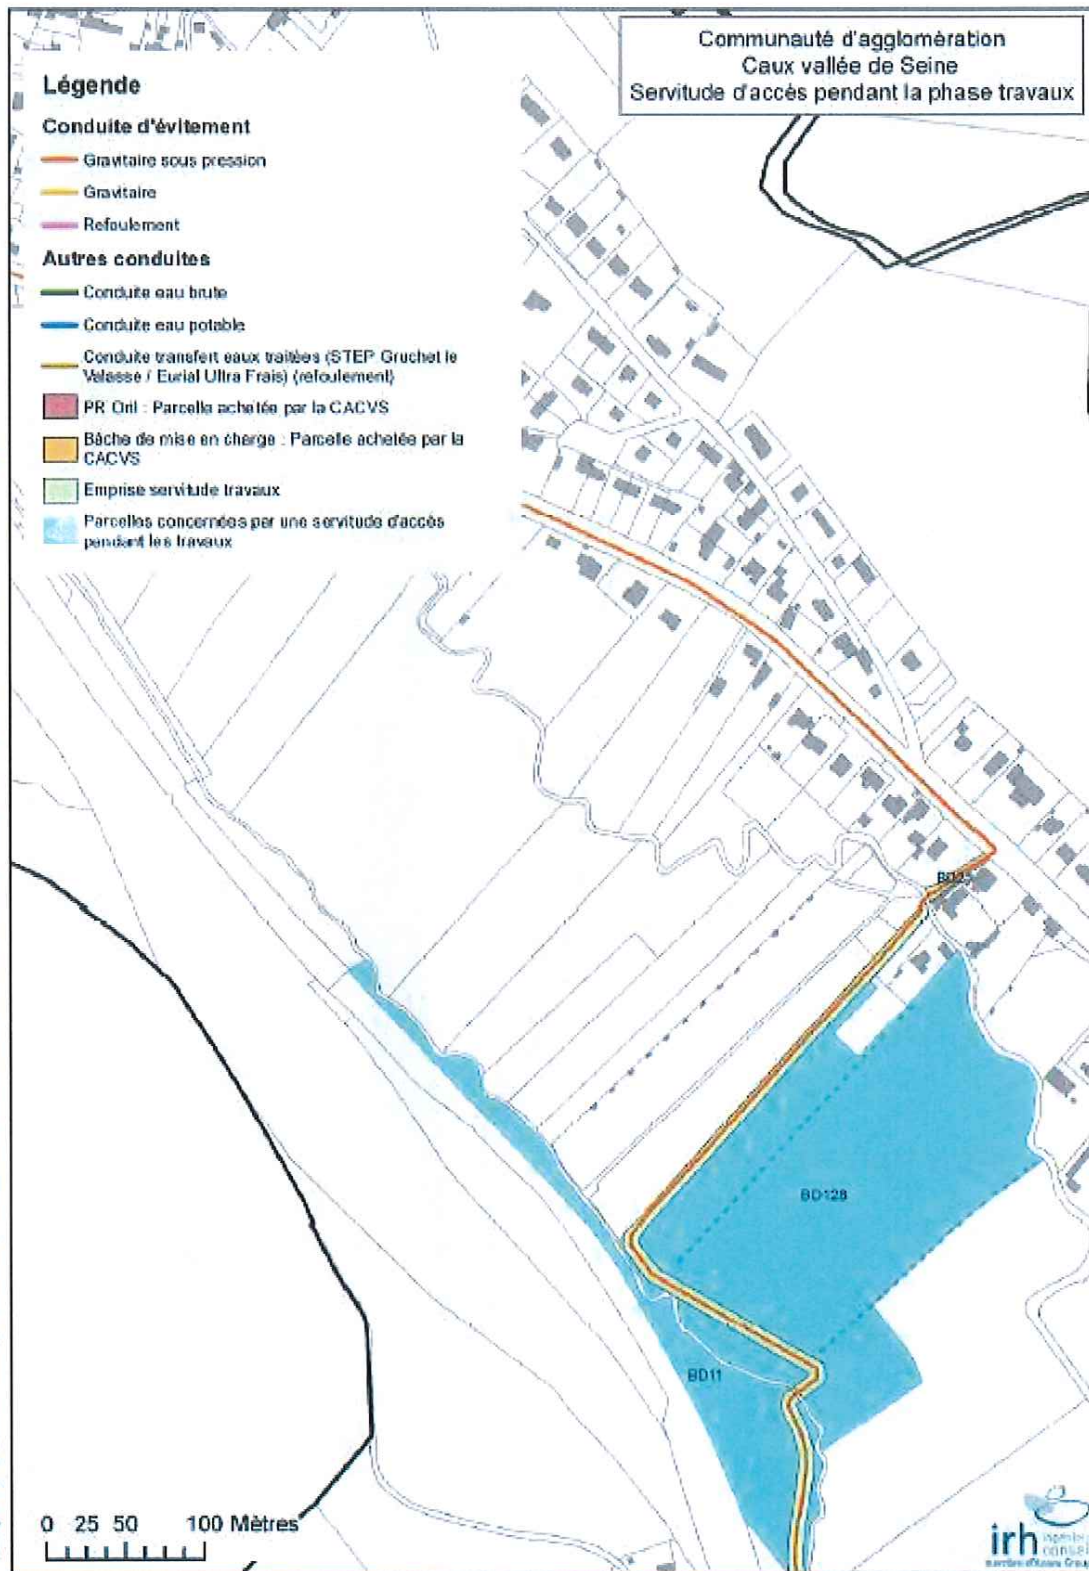 Communauté d'agglomération
Caux vallée de Seine
Servitude d'accés pendant la phase travaux
Légende
Conduite d'évitement
Gravitaire sous pression
Gravitaire
Refoulement
Autres conduites
Conduite eau brute
Conduite eau potable
Conduite transfert eaux traitées (STEP Gruchet le
Valasse / Eurial Ultra Frais) (refoulement)
PR Oril : Parcelle achetée par la CACVS
Bâche de mise en charge : Parcelle achetée par la
CACVS
Emprise servitude travaux
Parcelles concernées par une servitude d'accès
pendant les travaux
BD128
BD11
0 25 50 100 Mètres
irh